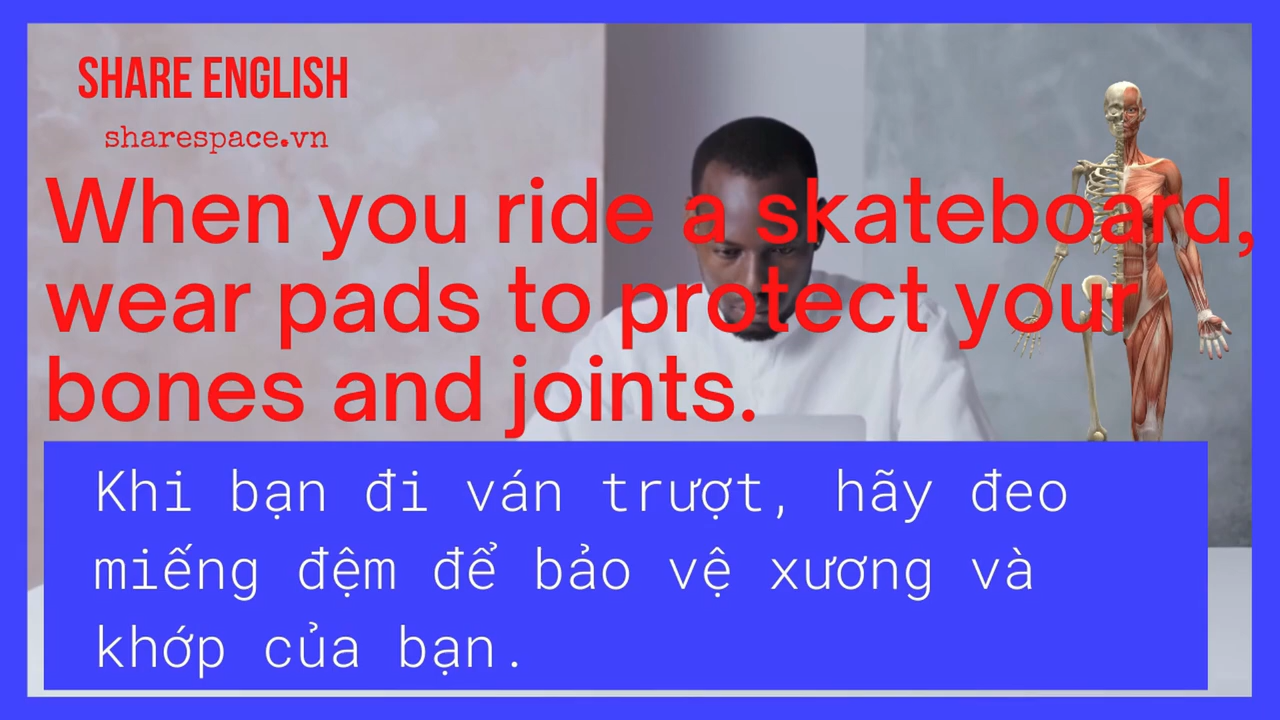 SHARE ENGLISH
sharespace.vn
When you ride a skateboard,
wear pads to protect your
bones and joints.
Khi bạn đi ván trượt, hãy đeo
miếng đệm để bảo vệ xương và
khớp của bạn.